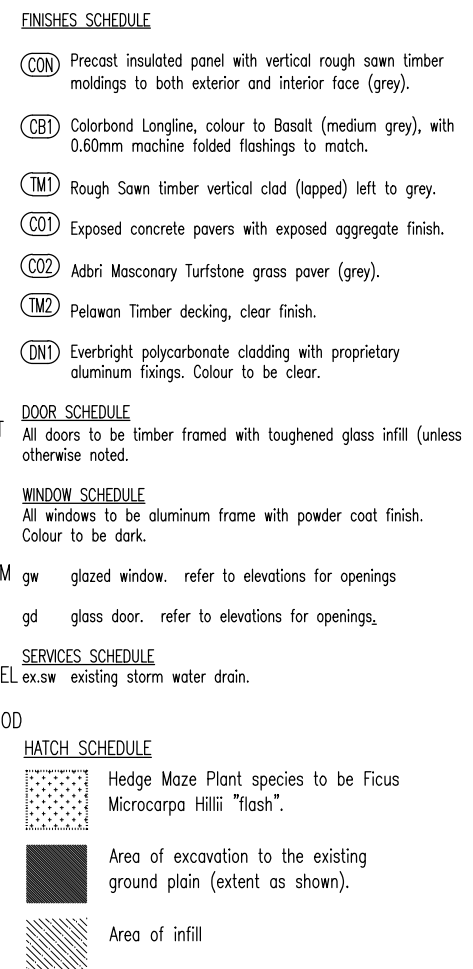 FINISHES SCHEDULE
CON Precast insulated panel with vertical rough sawn timber
moldings to both exterior and interior face (grey).
CB1 Colorbond Longline, colour to Basalt (medium grey), with
0.60mm machine folded flashings to match.
TM1 Rough Sawn timber vertical clad (lapped) left to grey.
CO1 Exposed concrete pavers with exposed aggregate finish.
CO2 Adbri Masconary Turfstone grass paver (grey).
TM2 Pelawan Timber decking, clear finish.
DN1 Everbright polycarbonate cladding with proprietary
aluminum fixings. Colour to be clear.
DOOR SCHEDULE
T All doors to be timber framed with toughened glass infill (unless
otherwise noted.
WINDOW SCHEDULE
All windows to be aluminum frame with powder coat finish.
Colour to be dark.
M gw glazed window. refer to elevations for openings
gd glass door. refer to elevations for openings.
SERVICES SCHEDULE
EL ex.sw existing storm water drain.
OD
HATCH SCHEDULE
Hedge Maze Plant species to be Ficus
Microcarpa Hillii "flash".
Area of excavation to the existing
ground plain (extent as shown).
Area of infill